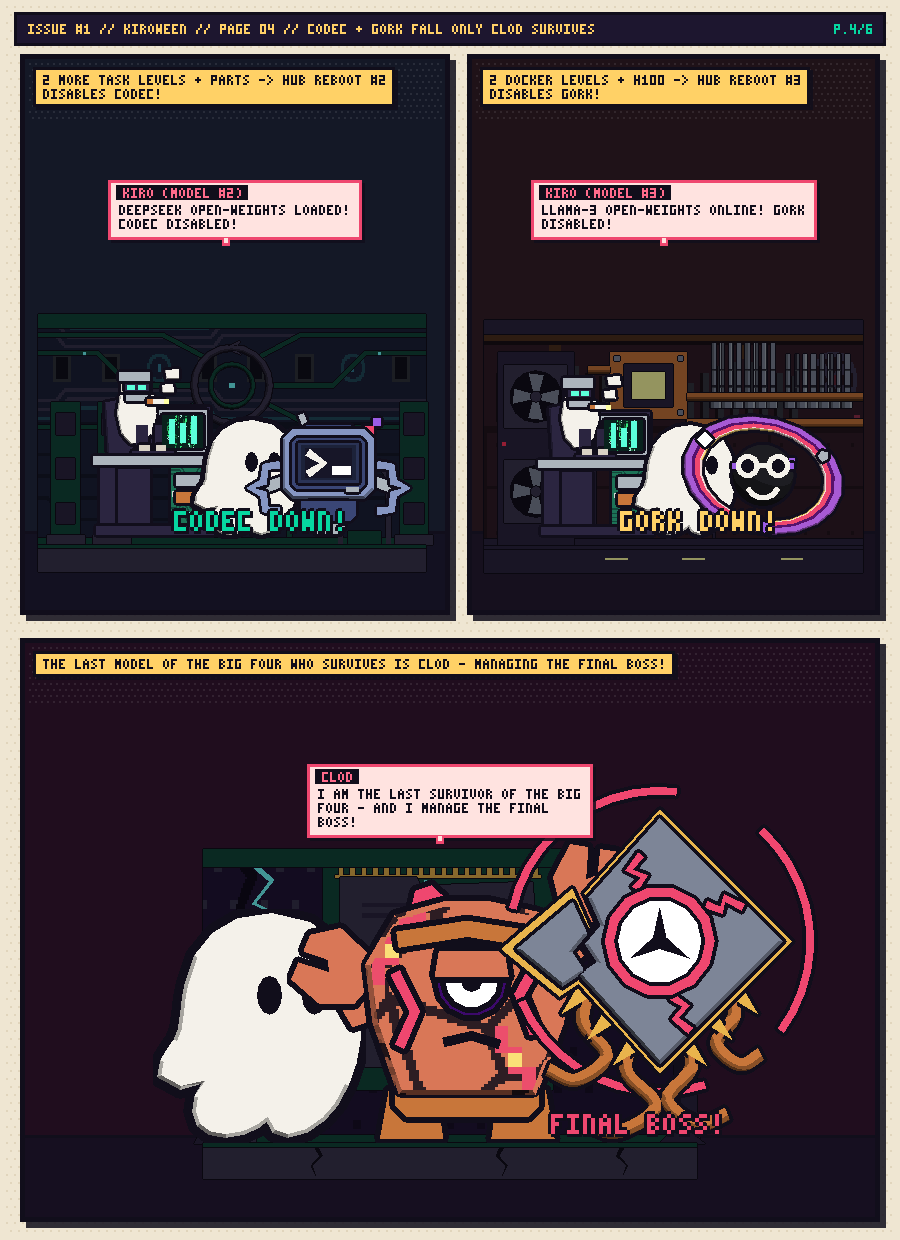 ISSUE #1 // KIROWEEN // PAGE 04 // CODEC + GORK FALL ONLY CLOD SURVIVES
P.4/6
2 MORE TASK LEVELS + PARTS -> HUB REBOOT #2
DISABLES CODEC!
KIRO (MODEL #2)
DEEPSEEK OPEN-WEIGHTS LOADED!
CODEC DISABLED!
>_
CODEC DOWN!
2 DOCKER LEVELS + H100 -> HUB REBOOT #3
DISABLES GORK!
KIRO (MODEL #3)
LLAMA-3 OPEN-WEIGHTS ONLINE! GORK
DISABLED!
GORK DOWN!
THE LAST MODEL OF THE BIG FOUR WHO SURVIVES IS CLOD - MANAGING THE FINAL BOSS!
CLOD
I AM THE LAST SURVIVOR OF THE BIG
FOUR - AND I MANAGE THE FINAL
BOSS!
FINAL BOSS!